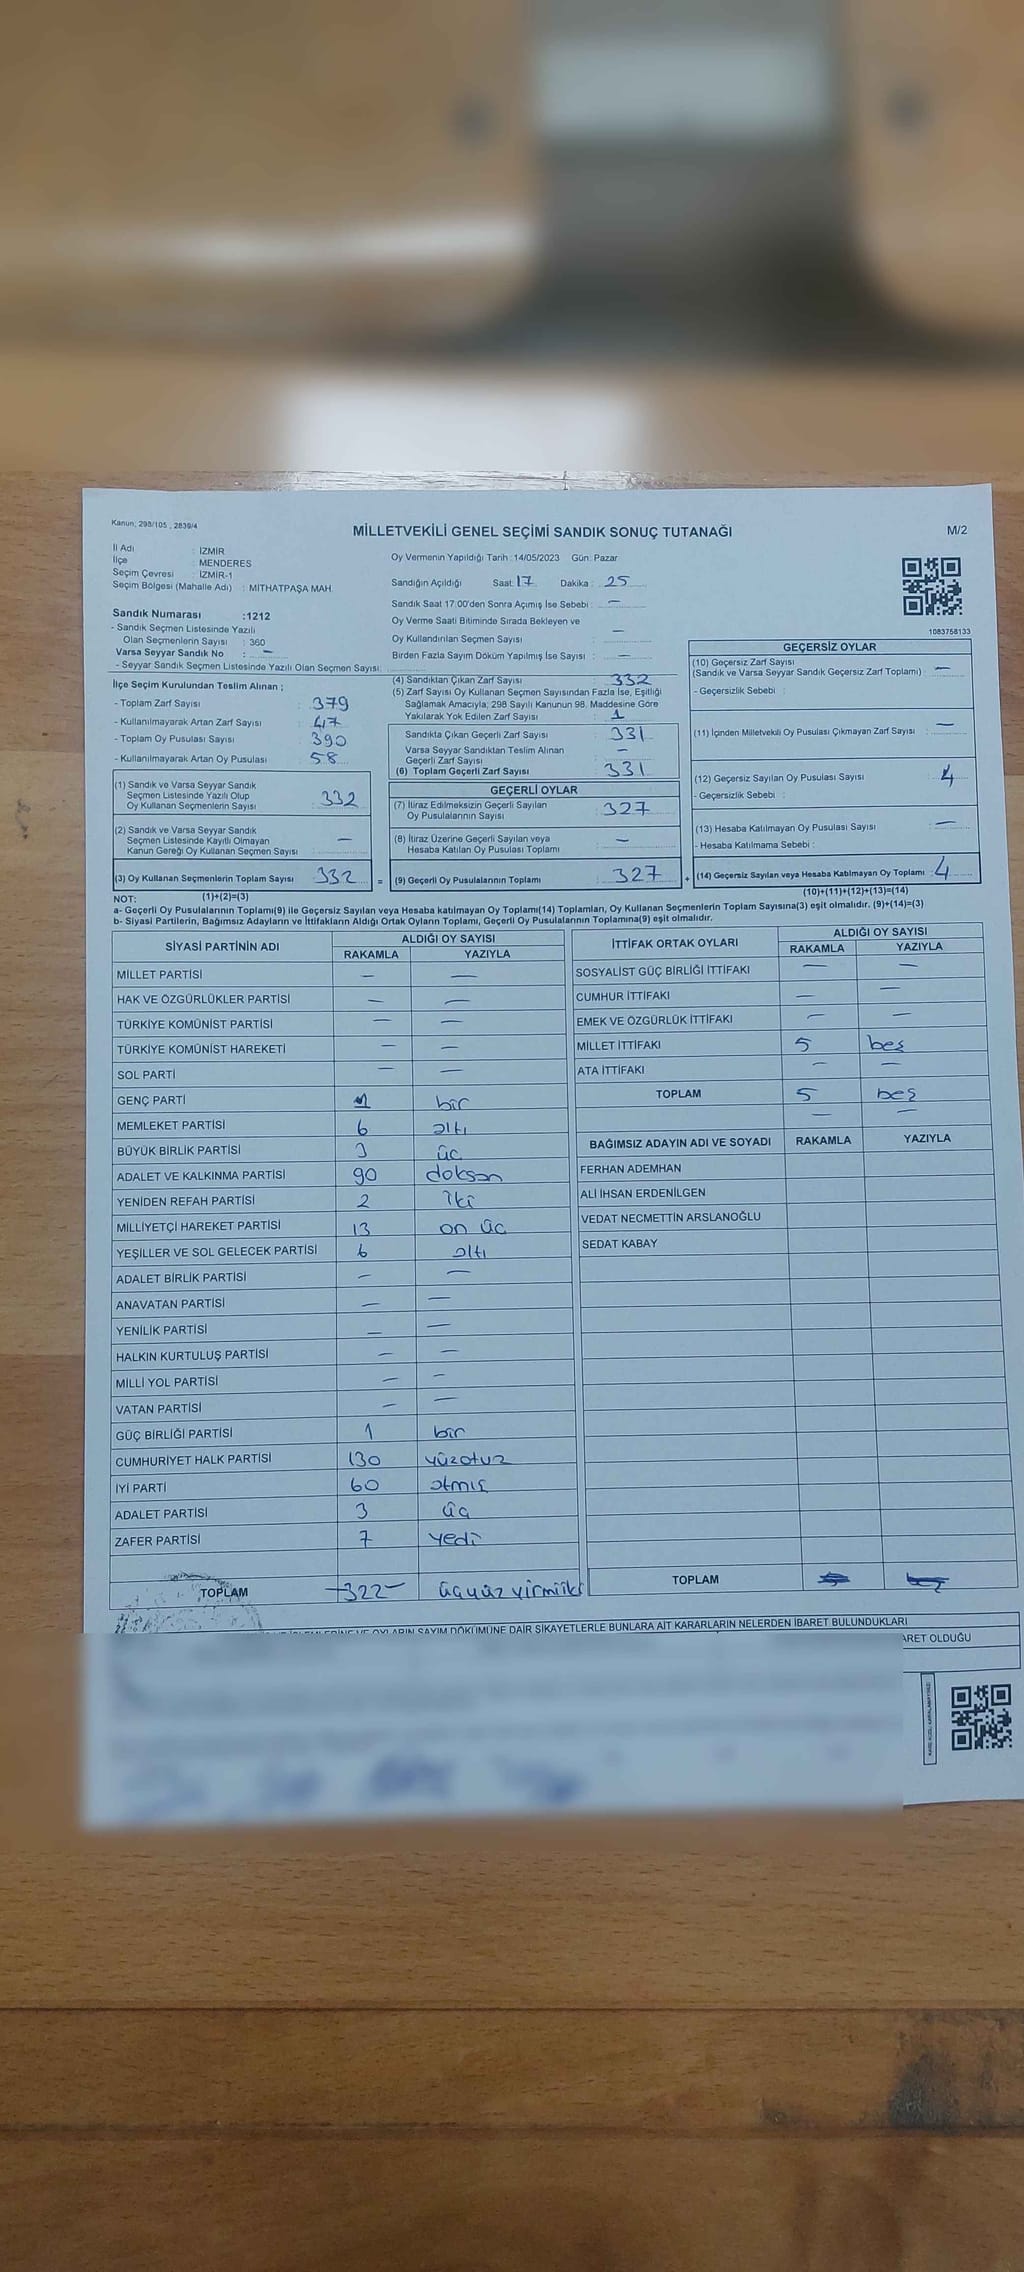 Kanun; 298/105 , 2839/4
MİLLETVEKİLİ GENEL SEÇİMİ SANDIK SONUÇ TUTANAĞI
M/2
İl Adı : İZMİR
İlçe : MENDERES
Seçim Çevresi : İZMİR-1
Seçim Bölgesi (Mahalle Adı) : MİTHATPAŞA MAH.
Oy Vermenin Yapıldığı Tarih :14/05/2023 Gün: Pazar
Sandığın Açıldığı Saat: 17 Dakika : 25
Sandık Saat 17:00'den Sonra Açımış İse Sebebi : —
Oy Verme Saati Bitiminde Sırada Bekleyen ve
Oy Kullandırılan Seçmen Sayısı : —
Birden Fazla Sayım Döküm Yapılmış İse Sayısı : —
1083758133
Sandık Numarası :1212
- Sandık Seçmen Listesinde Yazılı
Olan Seçmenlerin Sayısı : 360
Varsa Seyyar Sandık No : —
- Seyyar Sandık Seçmen Listesinde Yazılı Olan Seçmen Sayısı:
İlçe Seçim Kurulundan Teslim Alınan ;
- Toplam Zarf Sayısı : 379
- Kullanılmayarak Artan Zarf Sayısı : 47
- Toplam Oy Pusulası Sayısı : 390
- Kullanılmayarak Artan Oy Pusulası : 58
(1) Sandık ve Varsa Seyyar Sandık
Seçmen Listesinde Yazılı Olup
Oy Kullanan Seçmenlerin Sayısı : 332
(2) Sandık ve Varsa Seyyar Sandık
Seçmen Listesinde Kayıtlı Olmayan
Kanun Gereği Oy Kullanan Seçmen Sayısı : —
(3) Oy Kullanan Seçmenlerin Toplam Sayısı : 332 =
(4) Sandıktan Çıkan Zarf Sayısı : 332
(5) Zarf Sayısı Oy Kullanan Seçmen Sayısından Fazla İse, Eşitliği
Sağlamak Amacıyla; 298 Sayılı Kanunun 98. Maddesine Göre
Yakılarak Yok Edilen Zarf Sayısı : 1
Sandıkta Çıkan Geçerli Zarf Sayısı : 331
Varsa Seyyar Sandıktan Teslim Alınan
Geçerli Zarf Sayısı : —
(6) Toplam Geçerli Zarf Sayısı : 331
GEÇERLİ OYLAR
(7) İtiraz Edilmeksizin Geçerli Sayılan
Oy Pusulalarının Sayısı : 327
(8) İtiraz Üzerine Geçerli Sayılan veya
Hesaba Katılan Oy Pusulası Toplamı : —
(9) Geçerli Oy Pusulalarının Toplamı : 327 +
GEÇERSİZ OYLAR
(10) Geçersiz Zarf Sayısı
(Sandık ve Varsa Seyyar Sandık Geçersiz Zarf Toplamı) : —
- Geçersizlik Sebebi :
(11) İçinden Milletvekili Oy Pusulası Çıkmayan Zarf Sayısı : —
(12) Geçersiz Sayılan Oy Pusulası Sayısı : 4
- Geçersizlik Sebebi :
(13) Hesaba Katılmayan Oy Pusulası Sayısı : —
- Hesaba Katılmama Sebebi :
(14) Geçersiz Sayılan veya Hesaba Katılmayan Oy Toplamı : 4
NOT: (1)+(2)=(3) (10)+(11)+(12)+(13)=(14)
a- Geçerli Oy Pusulalarının Toplamı(9) ile Geçersiz Sayılan veya Hesaba katılmayan Oy Toplamı(14) Toplamları, Oy Kullanan Seçmenlerin Toplam Sayısına(3) eşit olmalıdır. (9)+(14)=(3)
b- Siyasi Partilerin, Bağımsız Adayların ve İttifakların Aldığı Ortak Oyların Toplamı, Geçerli Oy Pusulalarının Toplamına(9) eşit olmalıdır.
SİYASİ PARTİNİN ADI ALDIĞI OY SAYISI
RAKAMLA YAZIYLA
MİLLET PARTİSİ — —
HAK VE ÖZGÜRLÜKLER PARTİSİ — —
TÜRKİYE KOMÜNİST PARTİSİ — —
TÜRKİYE KOMÜNİST HAREKETİ — —
SOL PARTİ — —
GENÇ PARTİ 1 bir
MEMLEKET PARTİSİ 6 altı
BÜYÜK BİRLİK PARTİSİ 3 üç
ADALET VE KALKINMA PARTİSİ 90 doksan
YENİDEN REFAH PARTİSİ 2 iki
MİLLİYETÇİ HAREKET PARTİSİ 13 on üç
YEŞİLLER VE SOL GELECEK PARTİSİ 6 altı
ADALET BİRLİK PARTİSİ — —
ANAVATAN PARTİSİ — —
YENİLİK PARTİSİ — —
HALKIN KURTULUŞ PARTİSİ — —
MİLLİ YOL PARTİSİ — —
VATAN PARTİSİ — —
GÜÇ BİRLİĞİ PARTİSİ 1 bir
CUMHURİYET HALK PARTİSİ 130 yüzotuz
İYİ PARTİ 60 atmış
ADALET PARTİSİ 3 üç
ZAFER PARTİSİ 7 yedi
TOPLAM -322- üçyüzyirmiiki
İTTİFAK ORTAK OYLARI ALDIĞI OY SAYISI
RAKAMLA YAZIYLA
SOSYALİST GÜÇ BİRLİĞİ İTTİFAKI — —
CUMHUR İTTİFAKI — —
EMEK VE ÖZGÜRLÜK İTTİFAKI — —
MİLLET İTTİFAKI 5 beş
ATA İTTİFAKI — —
TOPLAM 5 beş
— —
BAĞIMSIZ ADAYIN ADI VE SOYADI RAKAMLA YAZIYLA
FERHAN ADEMHAN
ALİ İHSAN ERDENİLGEN
VEDAT NECMETTİN ARSLANOĞLU
SEDAT KABAY
TOPLAM
OYLARIN SAYIM DÖKÜMÜNE DAİR ŞİKAYETLERLE BUNLARA AİT KARARLARIN NELERDEN İBARET BULUNDUKLARI
ARET OLDUĞU